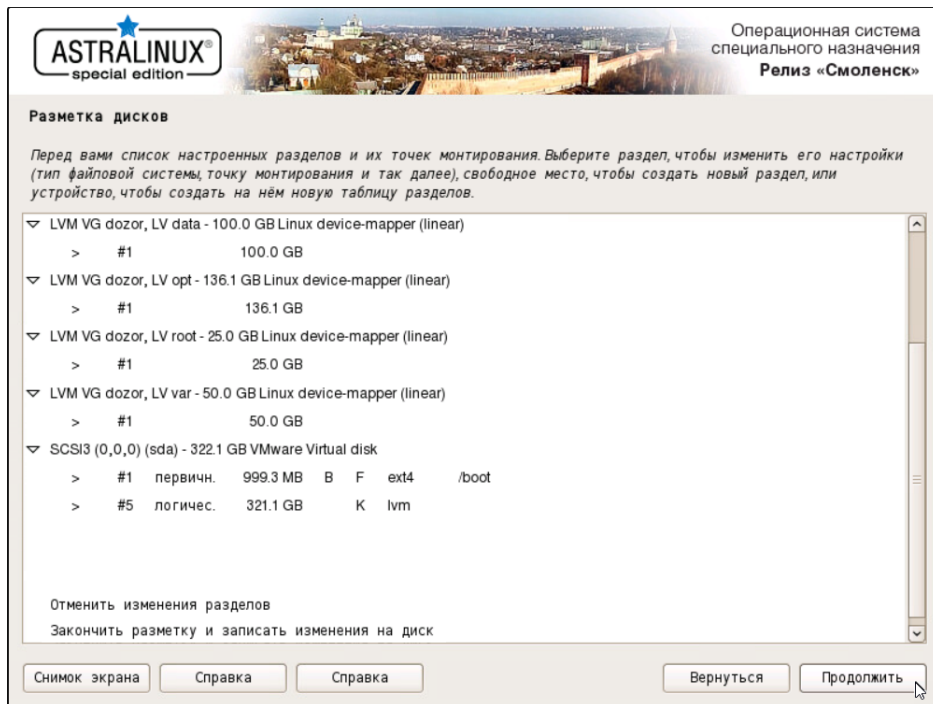 ASTRALINUX®
special edition
Операционная система
специального назначения
Релиз «Смоленск»
Разметка дисков
Перед вами список настроенных разделов и их точек монтирования. Выберите раздел, чтобы изменить его настройки
(тип файловой системы, точку монтирования и так далее), свободное место, чтобы создать новый раздел, или
устройство, чтобы создать на нём новую таблицу разделов.
LVM VG dozor, LV data - 100.0 GB Linux device-mapper (linear)
> #1 100.0 GB
LVM VG dozor, LV opt - 136.1 GB Linux device-mapper (linear)
> #1 136.1 GB
LVM VG dozor, LV root - 25.0 GB Linux device-mapper (linear)
> #1 25.0 GB
LVM VG dozor, LV var - 50.0 GB Linux device-mapper (linear)
> #1 50.0 GB
SCSI3 (0,0,0) (sda) - 322.1 GB VMware Virtual disk
> #1 первичн. 999.3 MB B F ext4 /boot
> #5 логичес. 321.1 GB K lvm
Отменить изменения разделов
Закончить разметку и записать изменения на диск
Снимок экрана Справка Справка Вернуться Продолжить